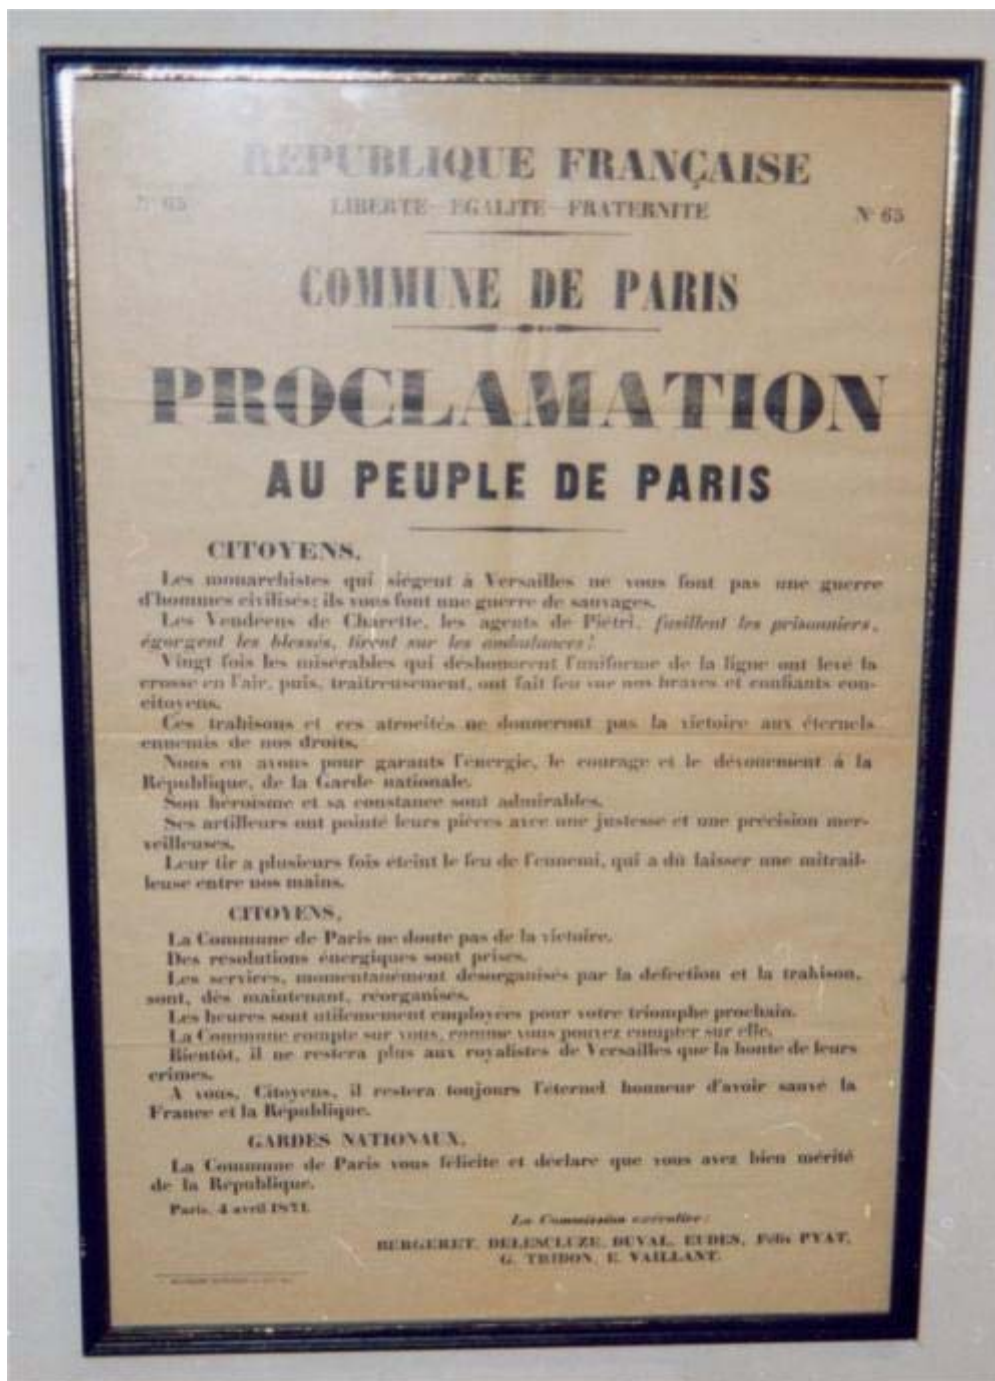 RÉPUBLIQUE FRANÇAISE
N° 65 LIBERTÉ — ÉGALITÉ — FRATERNITÉ N° 65
COMMUNE DE PARIS
PROCLAMATION
AU PEUPLE DE PARIS
CITOYENS,
Les monarchistes qui siégent à Versailles ne vous font pas une guerre
d'hommes civilisés; ils vous font une guerre de sauvages.
Les Vendéens de Charette, les agents de Piétri, fusillent les prisonniers,
égorgent les blessés, tirent sur les ambulances!
Vingt fois les misérables qui déshonorent l'uniforme de la ligne ont levé la
crosse en l'air, puis, traîtreusement, ont fait feu sur nos braves et confiants con-
citoyens.
Ces trahisons et ces atrocités ne donneront pas la victoire aux éternels
ennemis de nos droits.
Nous en avons pour garants l'énergie, le courage et le dévouement à la
République, de la Garde nationale.
Son héroïsme et sa constance sont admirables.
Ses artilleurs ont pointé leurs pièces avec une justesse et une précision mer-
veilleuses.
Leur tir a plusieurs fois éteint le feu de l'ennemi, qui a dû laisser une mitrail-
leuse entre nos mains.
CITOYENS,
La Commune de Paris ne doute pas de la victoire.
Des résolutions énergiques sont prises.
Les services, momentanément désorganisés par la défection et la trahison,
sont, dès maintenant, réorganisés.
Les heures sont utilement employées pour votre triomphe prochain.
La Commune compte sur vous, comme vous pouvez compter sur elle.
Bientôt, il ne restera plus aux royalistes de Versailles que la honte de leurs
crimes.
A vous, Citoyens, il restera toujours l'éternel honneur d'avoir sauvé la
France et la République.
GARDES NATIONAUX,
La Commune de Paris vous félicite et déclare que vous avez bien mérité
de la République.
Paris, 4 avril 1871.
La Commission exécutive:
BERGERET, DELESCLUZE, DUVAL, EUDES, Félix PYAT,
G. TRIDON, E. VAILLANT.